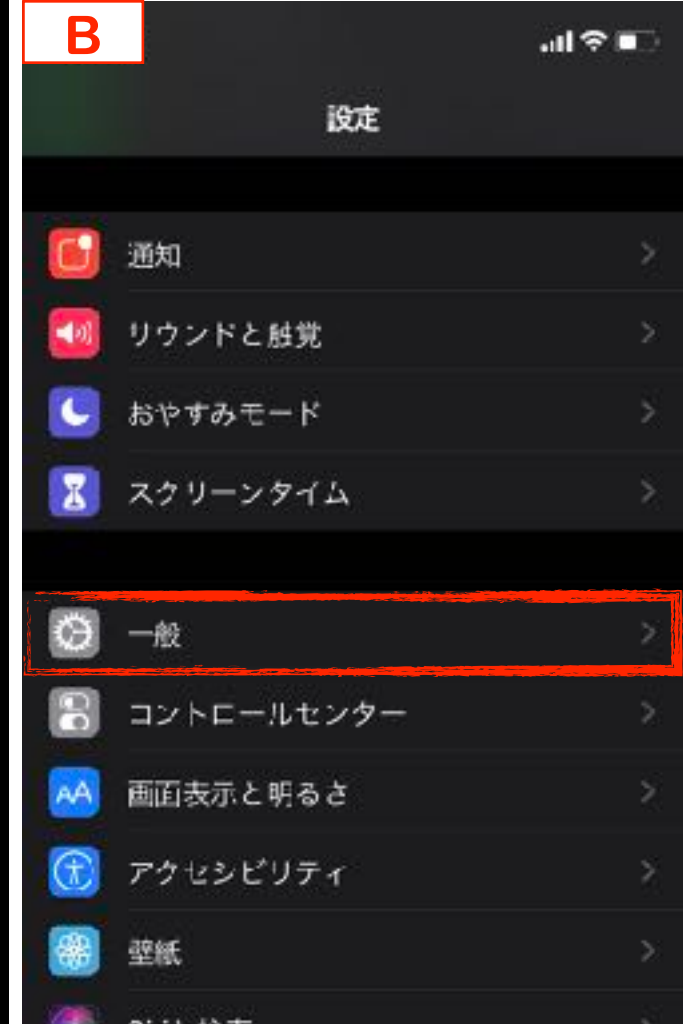 B
設定
通知
リウンドと触覚
おやすみモード
スクリーンタイム
一般
コントロールセンター
AA
画面表示と明るさ
アクセシビリティ
壁紙